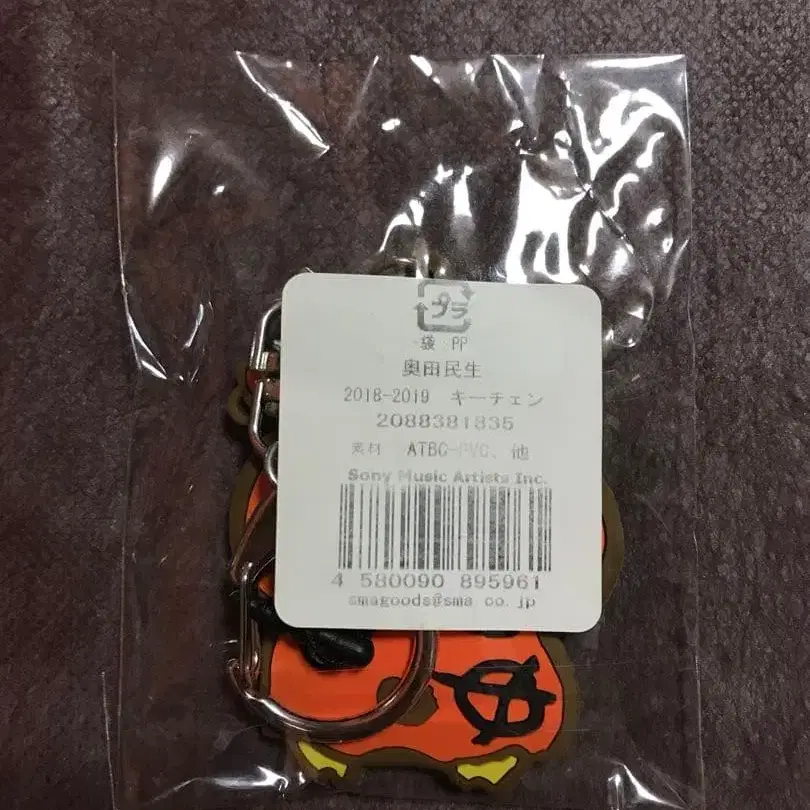 プラ
袋 PP
奥田民生
2018-2019 キーチェン
2088381835
素材 ATBC-PVC、他
Sony Music Artists Inc.
4 580090 895961
smagoods@sma.co.jp